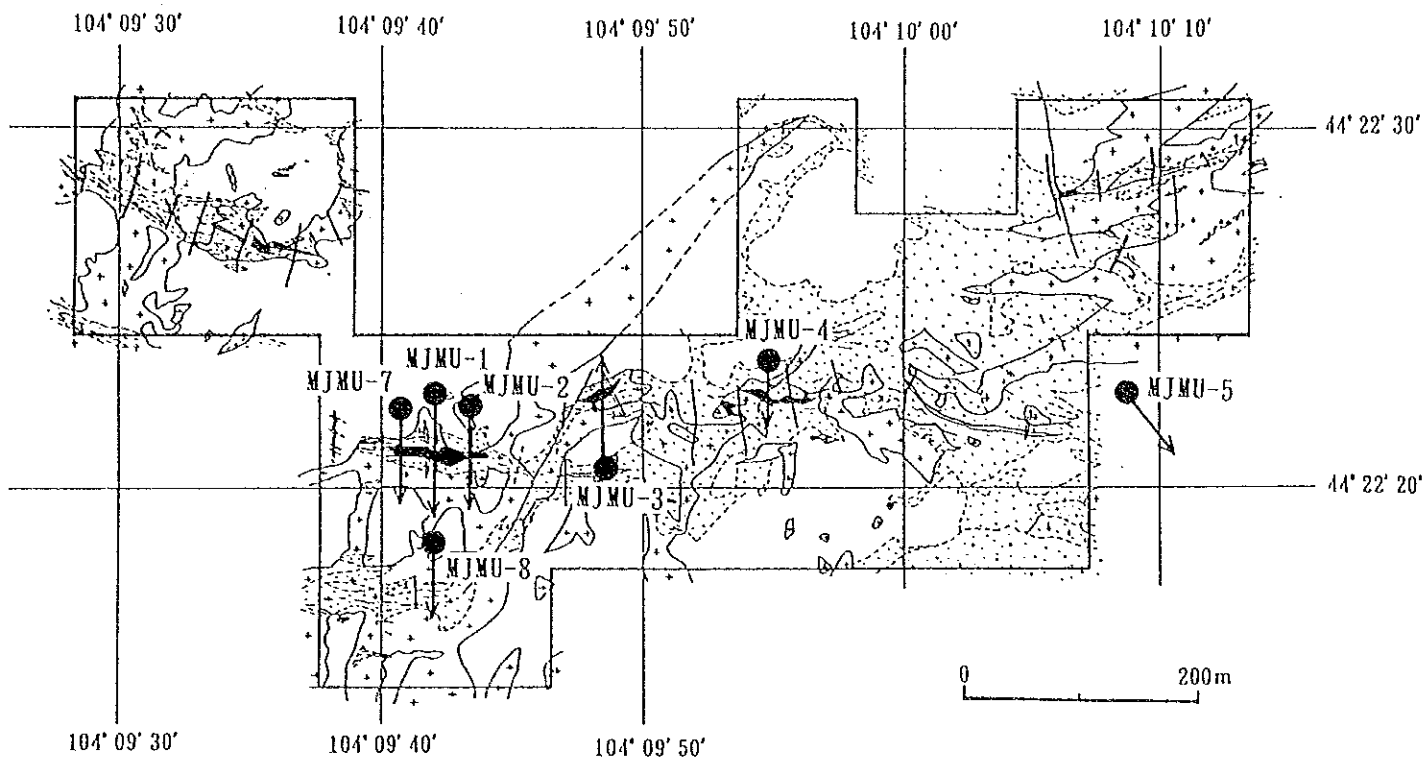 104° 09' 30'
104° 09' 40'
104° 09' 50'
104° 10' 00'
104° 10' 10'
44° 22' 30'
MJMU-4
MJMU-1
MJMU-7
MJMU-2
MJMU-5
44° 22' 20'
MJMU-3
MJMU-8
0
200m
104° 09' 30'
104° 09' 40'
104° 09' 50'